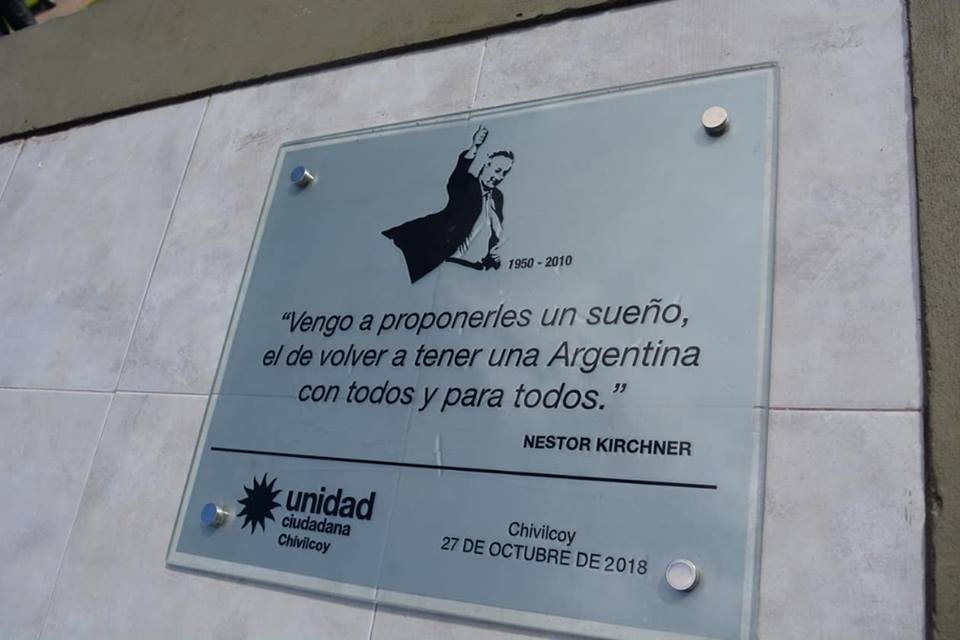 1950 - 2010
“Vengo a proponerles un sueño,
el de volver a tener una Argentina
con todos y para todos.”
NESTOR KIRCHNER
unidad
ciudadana
Chivilcoy
Chivilcoy
27 DE OCTUBRE DE 2018